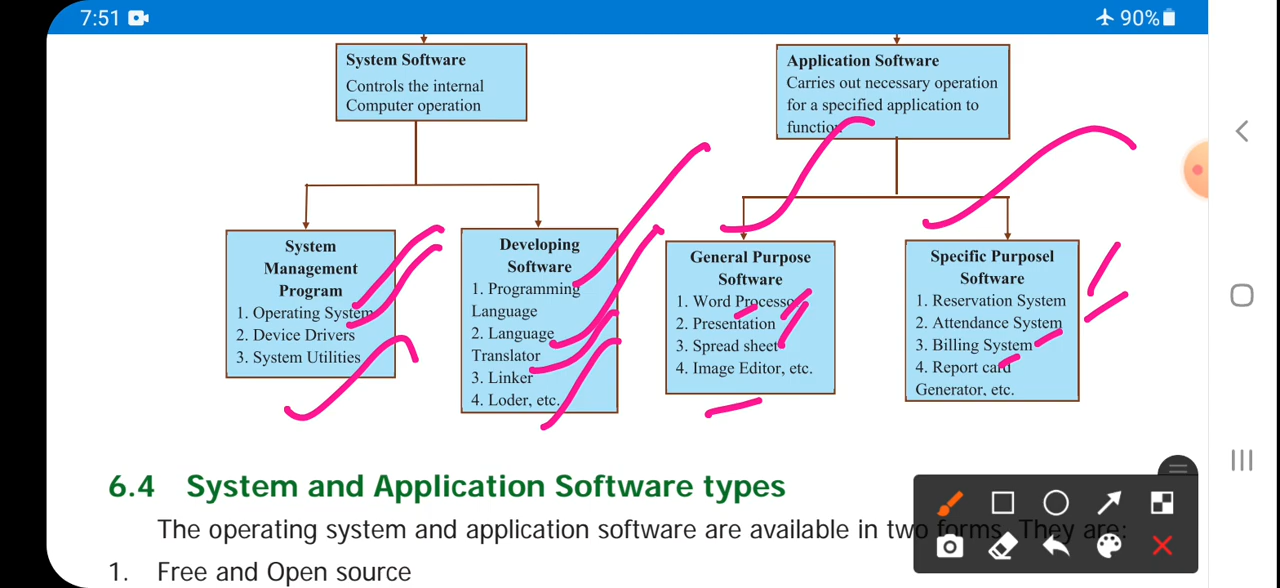 7:51
90%
System Software
Controls the internal
Computer operation
Application Software
Carries out necessary operation
for a specified application to
function
System
Management
Program
1. Operating System
2. Device Drivers
3. System Utilities
Developing
Software
1. Programming
Language
2. Language
Translator
3. Linker
4. Loder, etc.
General Purpose
Software
1. Word Processo
2. Presentation
3. Spread sheet
4. Image Editor, etc.
Specific Purposel
Software
1. Reservation System
2. Attendance System
3. Billing System
4. Report card
Generator, etc.
6.4 System and Application Software types
The operating system and application software are available in two forms. They are:
1. Free and Open source